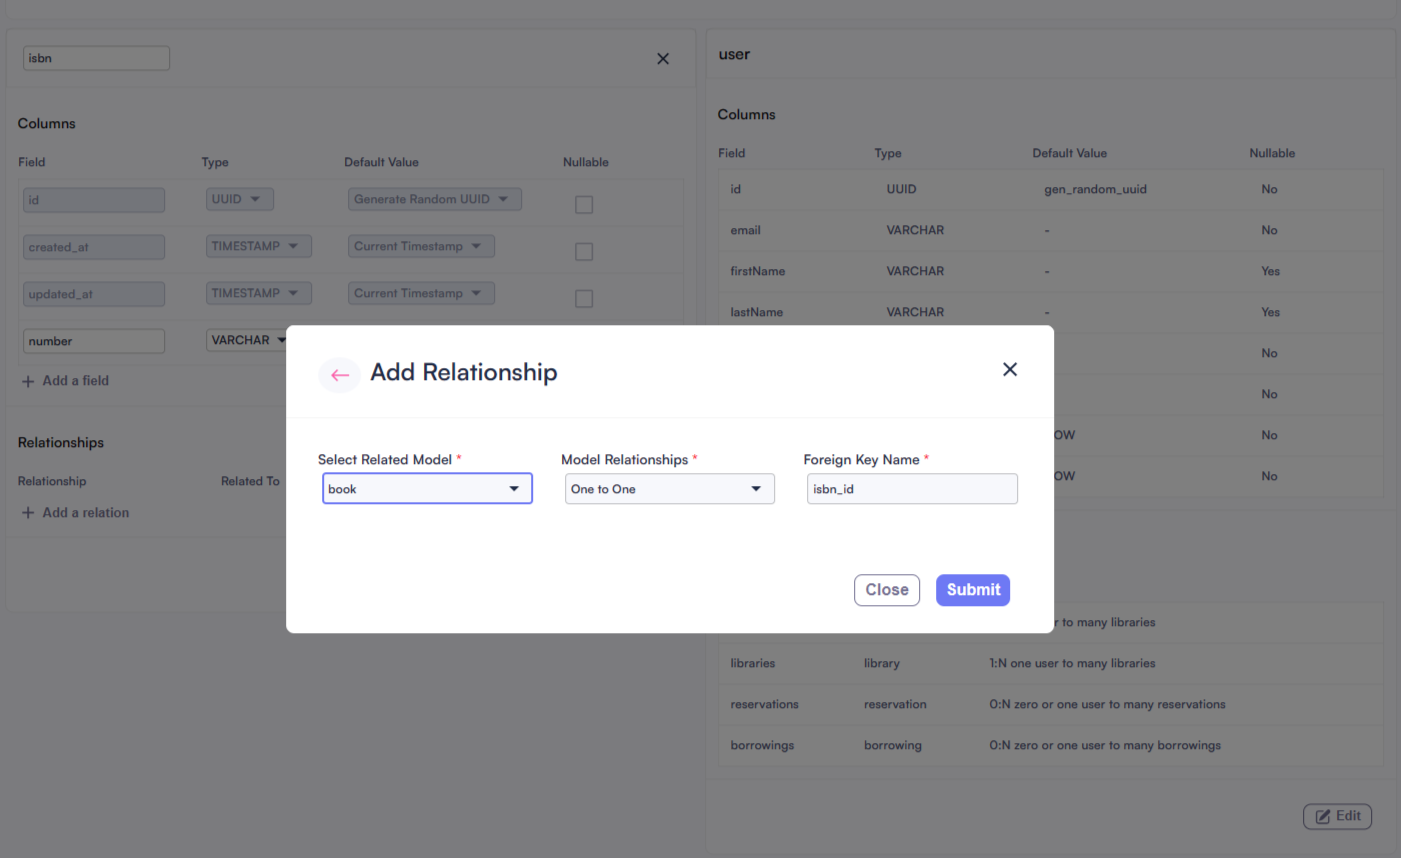 isbn
Columns
Field Type Default Value Nullable
id UUID Generate Random UUID
created_at TIMESTAMP Current Timestamp
updated_at TIMESTAMP Current Timestamp
number VARCHAR
+ Add a field
Relationships
Relationship Related To
+ Add a relation
user
Columns
Field Type Default Value Nullable
id UUID gen_random_uuid No
email VARCHAR - No
firstName VARCHAR - Yes
lastName VARCHAR - Yes
No
No
OW No
OW No
Add Relationship
Select Related Model * Model Relationships * Foreign Key Name *
book One to One isbn_id
Close Submit
r to many libraries
libraries library 1:N one user to many libraries
reservations reservation 0:N zero or one user to many reservations
borrowings borrowing 0:N zero or one user to many borrowings
Edit